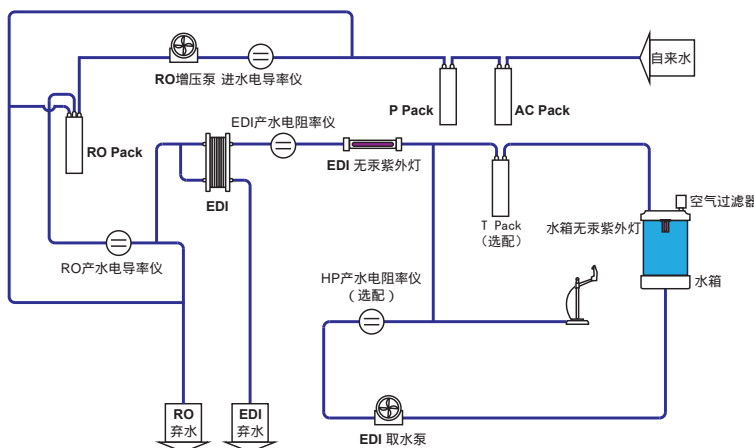 自来水
RO增压泵 进水电导率仪
P Pack
AC Pack
EDI产水电阻率仪
RO Pack
EDI 无汞紫外灯
EDI
T Pack
（选配）
空气过滤器
水箱无汞紫外灯
水箱
RO产水电导率仪
HP产水电阻率仪
（选配）
RO
弃水
EDI
弃水
EDI 取水泵